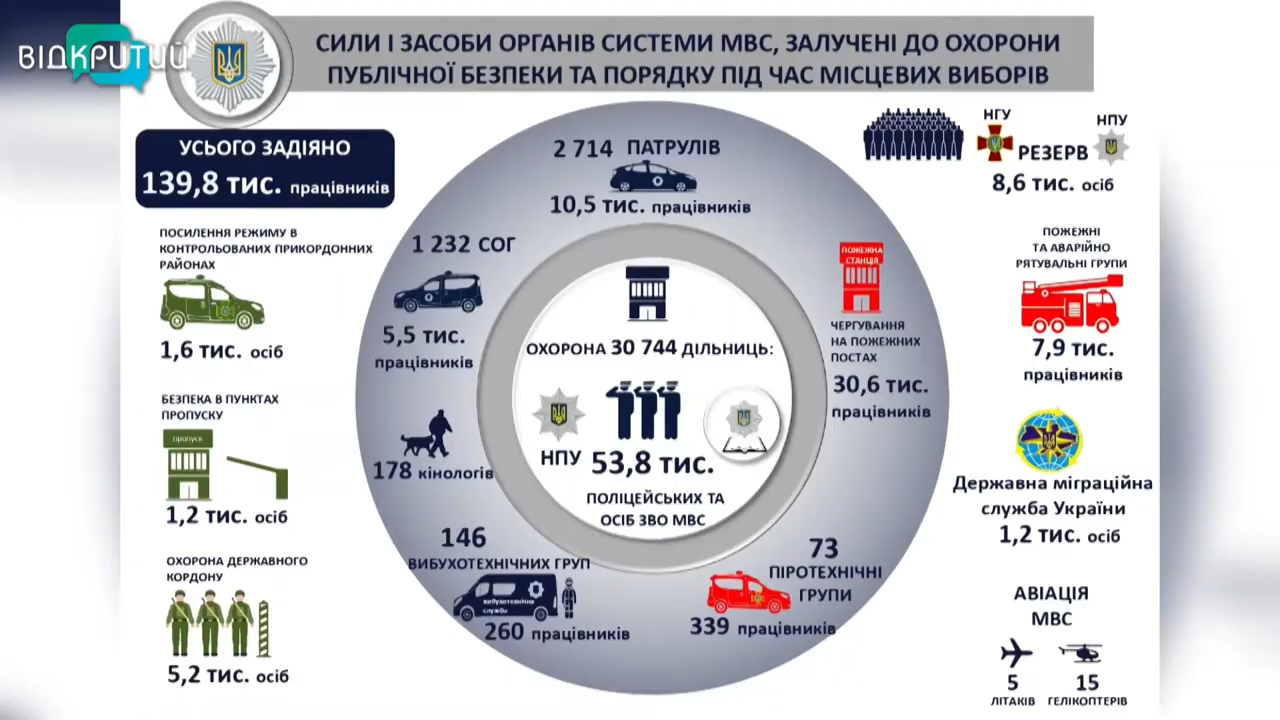 ВІДКРИТИЙ
СИЛИ І ЗАСОБИ ОРГАНІВ СИСТЕМИ МВС, ЗАЛУЧЕНІ ДО ОХОРОНИ
ПУБЛІЧНОЇ БЕЗПЕКИ ТА ПОРЯДКУ ПІД ЧАС МІСЦЕВИХ ВИБОРІВ
УСЬОГО ЗАДІЯНО
139,8 тис. працівників
ПОСИЛЕННЯ РЕЖИМУ В
КОНТРОЛЬОВАНИХ ПРИКОРДОННИХ
РАЙОНАХ
1,6 тис. осіб
БЕЗПЕКА В ПУНКТАХ
ПРОПУСКУ
пропуск
1,2 тис. осіб
ОХОРОНА ДЕРЖАВНОГО
КОРДОНУ
5,2 тис. осіб
2 714 ПАТРУЛІВ
10,5 тис. працівників
1 232 СОГ
5,5 тис.
працівників
178 кінологів
146
ВИБУХОТЕХНІЧНИХ ГРУП
вибухотехнічна
служба
260 працівників
73
ПІРОТЕХНІЧНІ
ГРУПИ
339 працівників
ПОЖЕЖНА
СТАНЦІЯ
ЧЕРГУВАННЯ
НА ПОЖЕЖНИХ
ПОСТАХ
30,6 тис.
працівників
ОХОРОНА 30 744 ДІЛЬНИЦЬ:
НПУ 53,8 тис.
ПОЛІЦЕЙСЬКИХ ТА
ОСІБ ЗВО МВС
НГУ
НПУ
РЕЗЕРВ
8,6 тис. осіб
ПОЖЕЖНІ
ТА АВАРІЙНО
РЯТУВАЛЬНІ ГРУПИ
7,9 тис.
працівників
Державна міграційна
служба України
1,2 тис. осіб
АВІАЦІЯ
МВС
5
ЛІТАКІВ
15
ГЕЛІКОПТЕРІВ